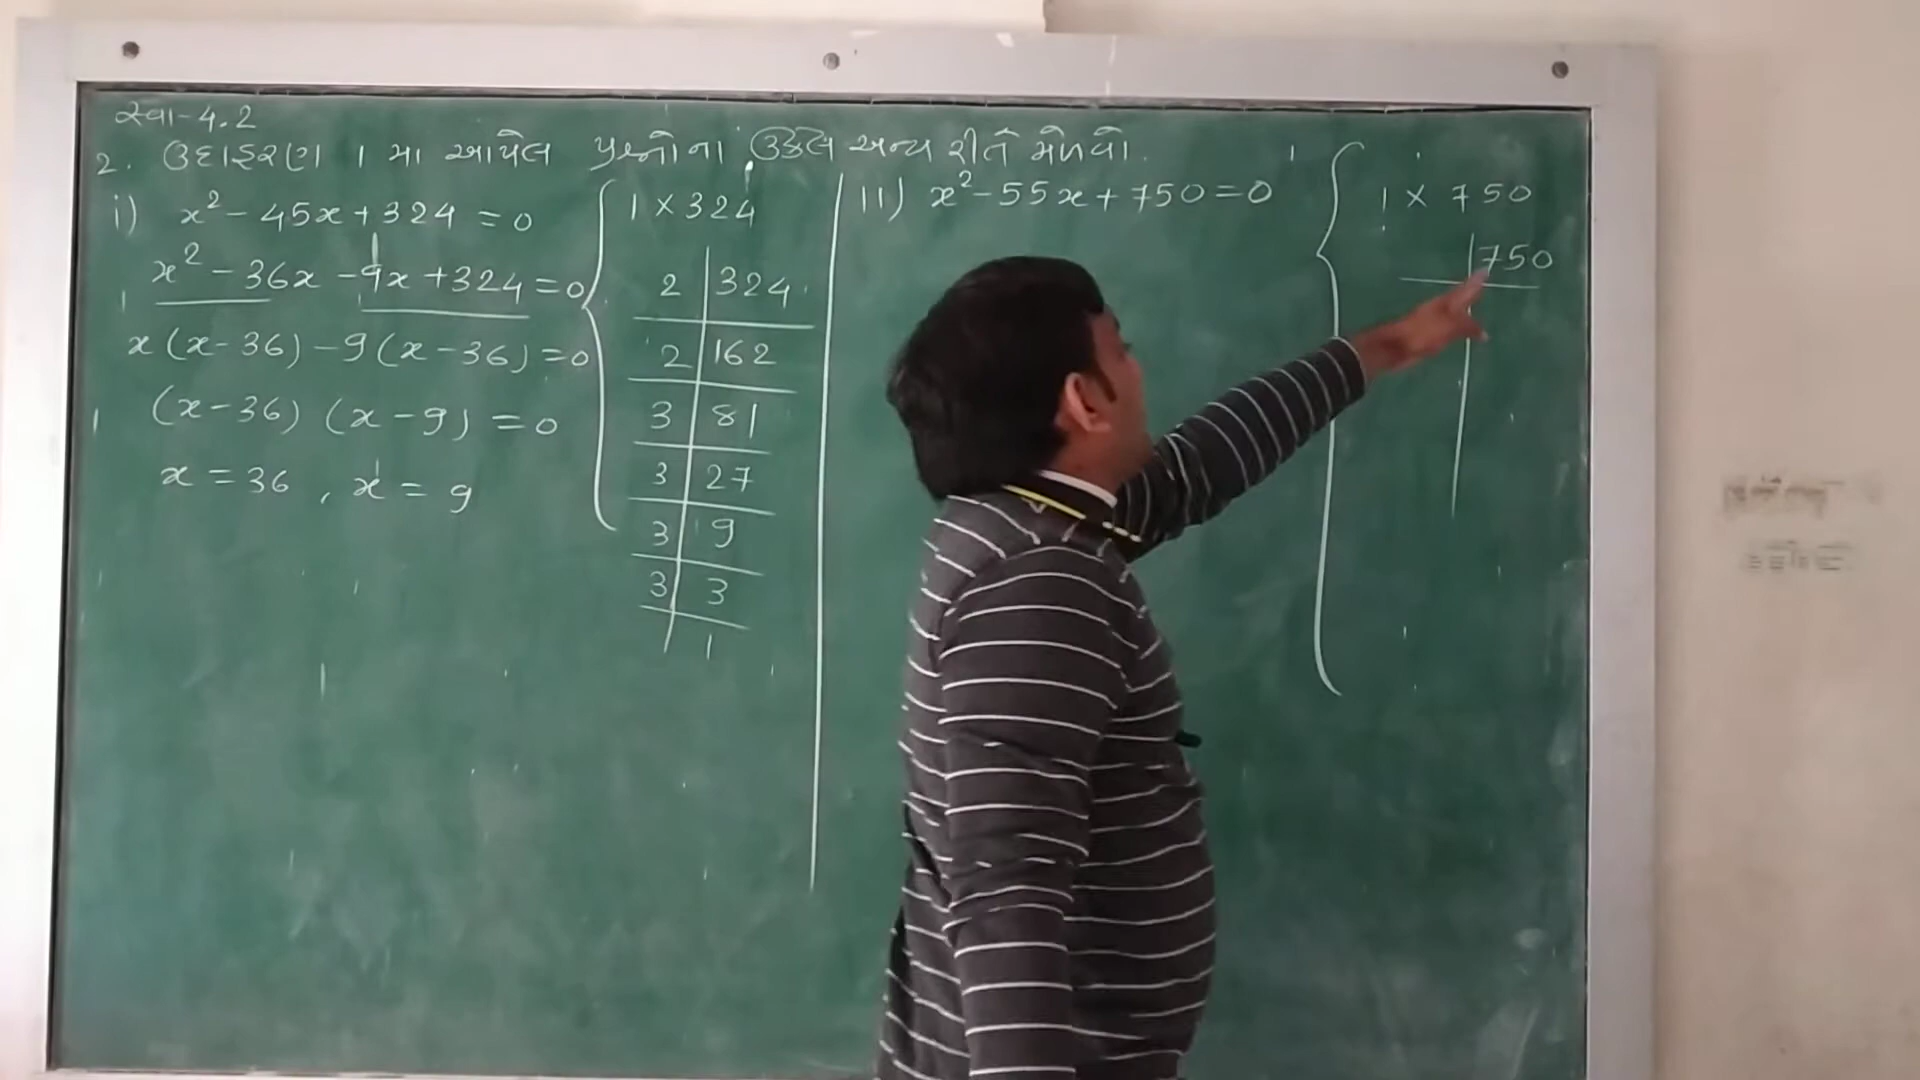 સ્વા-4.2
2. ઉદાહરણ 1 મા આપેલ પ્રશ્નોના ઉકેલ અન્ય રીતે મેળવો.
i) x² - 45x + 324 = 0
x² - 36x - 9x + 324 = 0
x (x - 36) - 9 (x - 36) = 0
(x - 36) (x - 9) = 0
x = 36 , x = 9
1 × 324
2 | 324
2 | 162
3 | 81
3 | 27
3 | 9
3 | 3
1
11) x² - 55x + 750 = 0
1 × 750
750